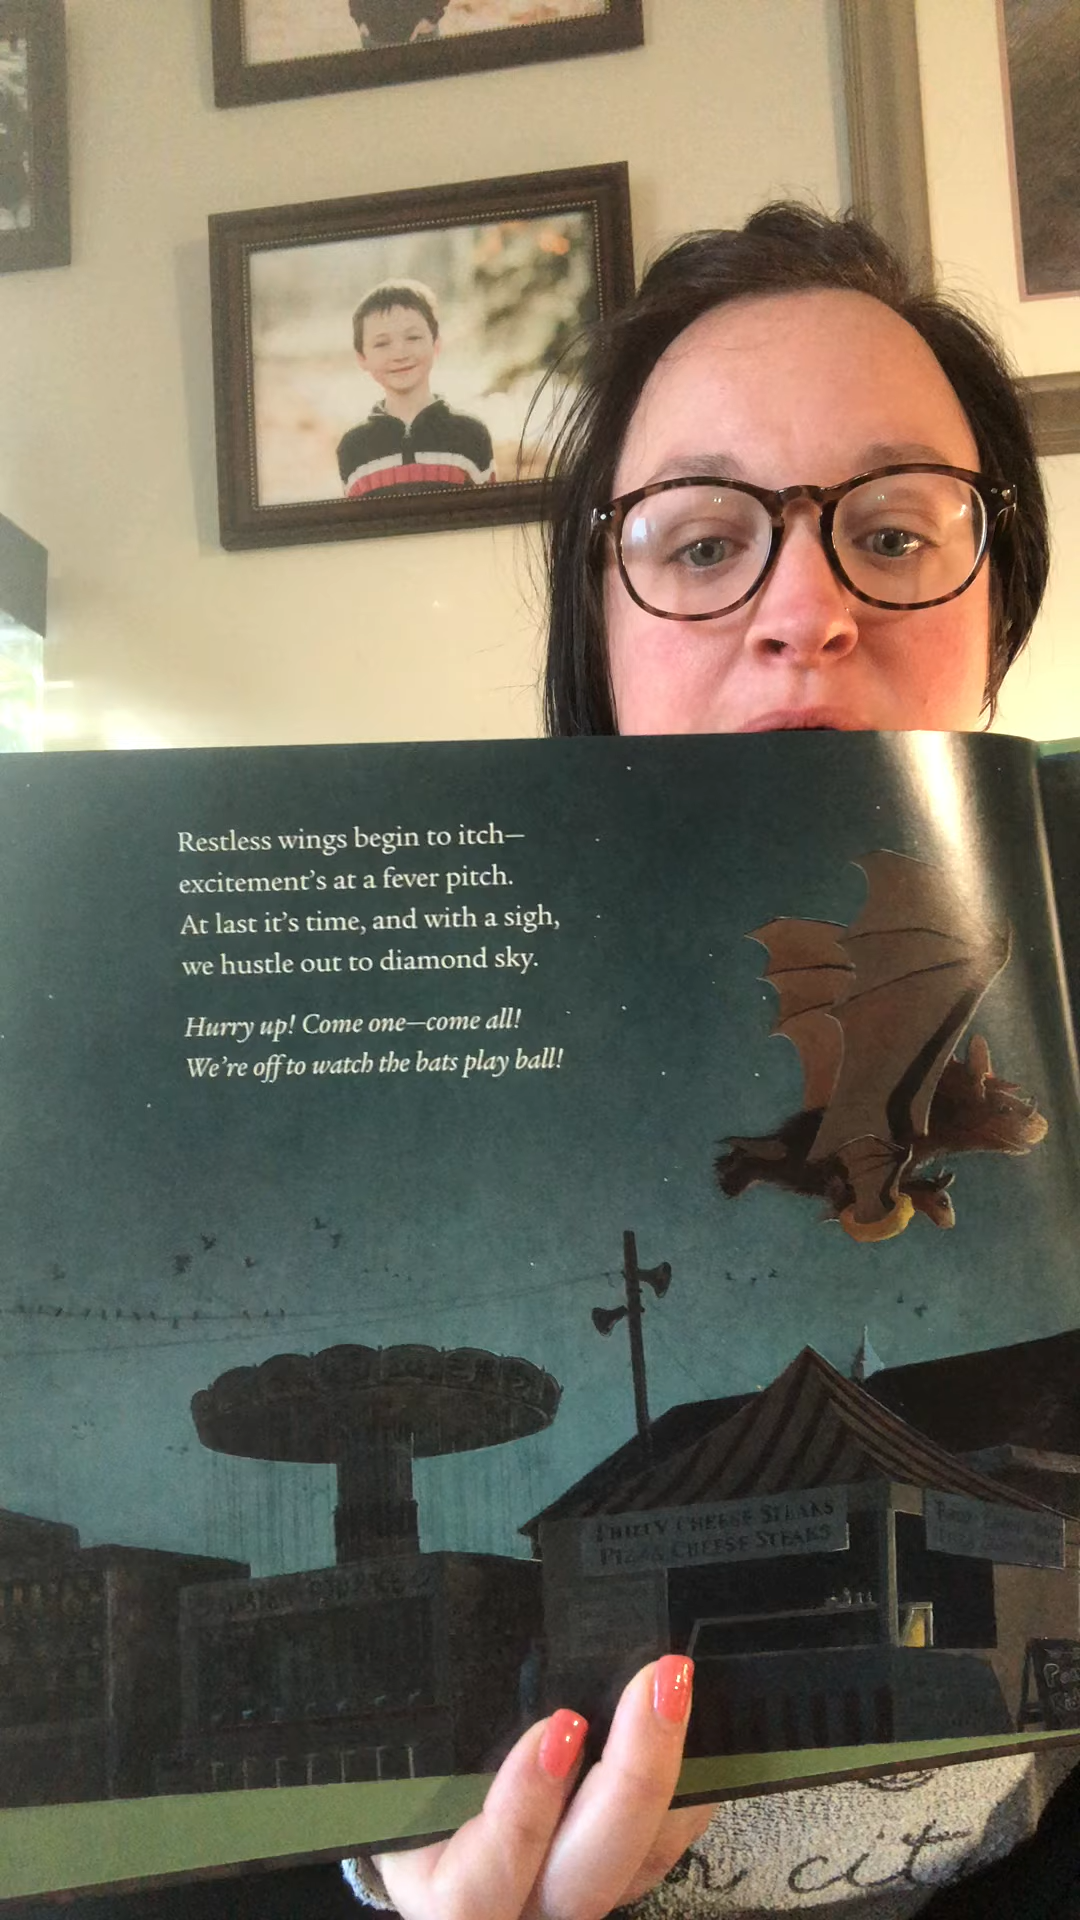 Restless wings begin to itch—
excitement's at a fever pitch.
At last it's time, and with a sigh,
we hustle out to diamond sky.
Hurry up! Come one—come all!
We're off to watch the bats play ball!
PHILLY CHEESE STEAKS
PIZZA CHEESE STEAKS
cit